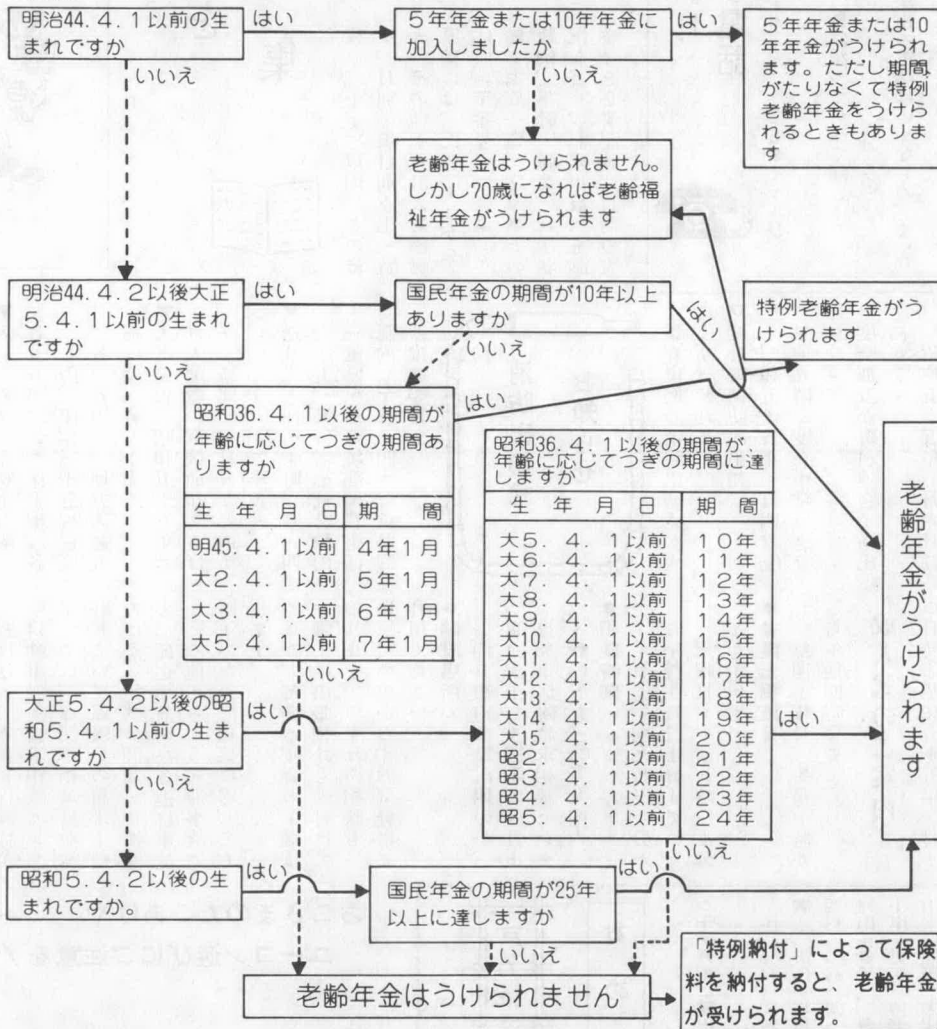 明治44.4.1以前の生
まれですか
はい
5年年金または10年年金に
加入しましたか
はい
5年年金または10
年年金がうけられ
ます。ただし期間
がたりなくて特例
老齢年金をうけら
れるときもありま
す
いいえ
いいえ
老齢年金はうけられません。
しかし70歳になれば老齢福
祉年金がうけられます
明治44.4.2以後大正
5.4.1以前の生まれ
ですか
はい
国民年金の期間が10年以上
ありますか
はい
特例老齢年金がう
けられます
いいえ
いいえ
昭和36.4.1以後の期間が
年齢に応じてつぎの期間あ
りますか
はい
生年月日 期間
明45.4.1以前 4年1月
大2.4.1以前 5年1月
大3.4.1以前 6年1月
大5.4.1以前 7年1月
いいえ
昭和36.4.1以後の期間が、
年齢に応じてつぎの期間に達
しますか
生年月日 期間
大5.4.1以前 10年
大6.4.1以前 11年
大7.4.1以前 12年
大8.4.1以前 13年
大9.4.1以前 14年
大10.4.1以前 15年
大11.4.1以前 16年
大12.4.1以前 17年
大13.4.1以前 18年
大14.4.1以前 19年
大15.4.1以前 20年
昭2.4.1以前 21年
昭3.4.1以前 22年
昭4.4.1以前 23年
昭5.4.1以前 24年
はい
いいえ
老齢年金がうけられます
大正5.4.2以後の昭
和5.4.1以前の生ま
れですか
はい
いいえ
昭和5.4.2以後の生
まれですか。
はい
国民年金の期間が25年
以上に達しますか
はい
いいえ
老齢年金はうけられません
「特例納付」によって保険
料を納付すると、老齢年金
が受けられます。